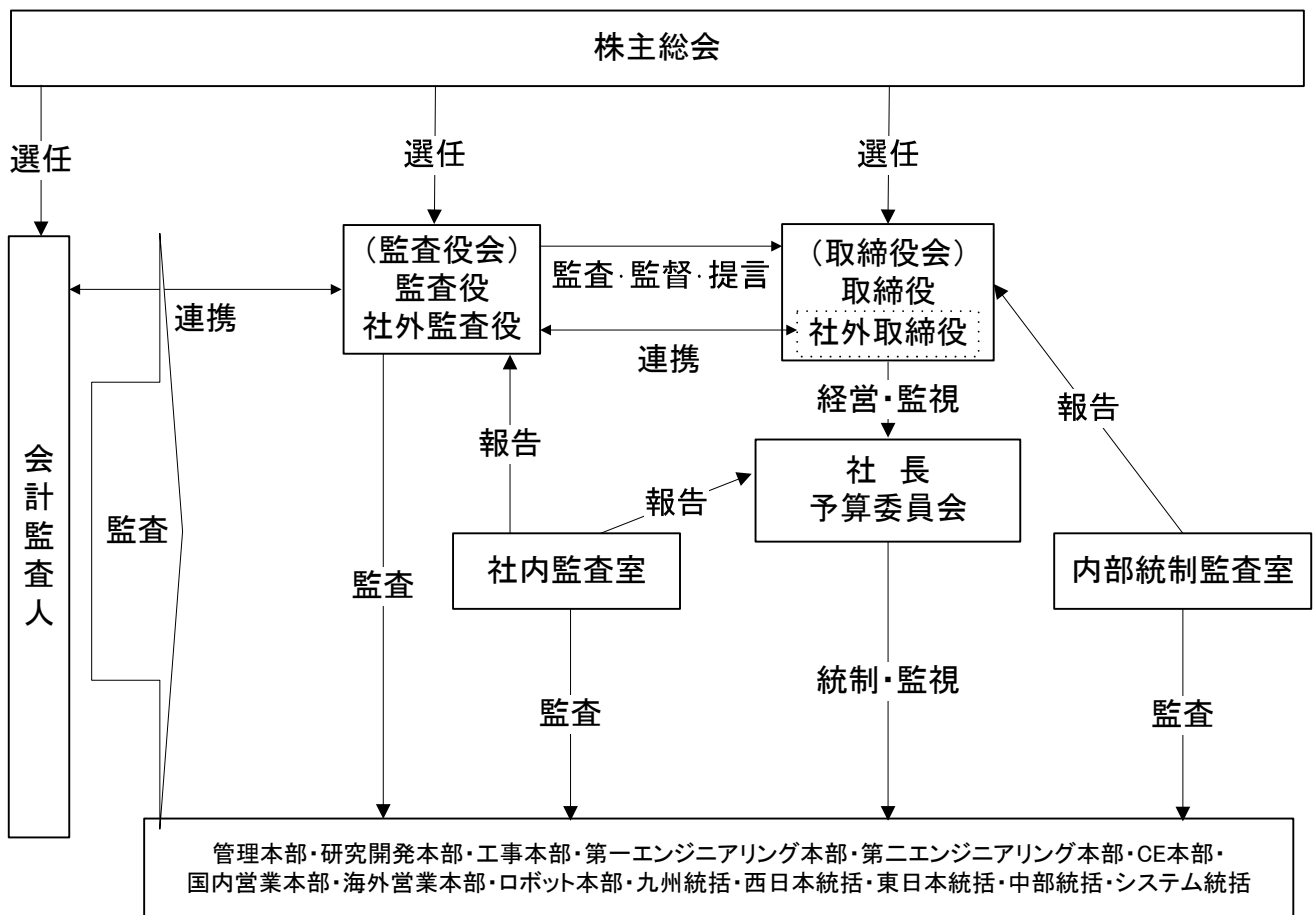 株主総会
選任
選任
選任
（監査役会）
監査役
社外監査役
監査・監督・提言
（取締役会）
取締役
社外取締役
連携
連携
経営・監視
報告
報告
報告
社　長
予算委員会
会計監査人
監査
監査
社内監査室
内部統制監査室
統制・監視
監査
監査
管理本部・研究開発本部・工事本部・第一エンジニアリング本部・第二エンジニアリング本部・CE本部・
国内営業本部・海外営業本部・ロボット本部・九州統括・西日本統括・東日本統括・中部統括・システム統括